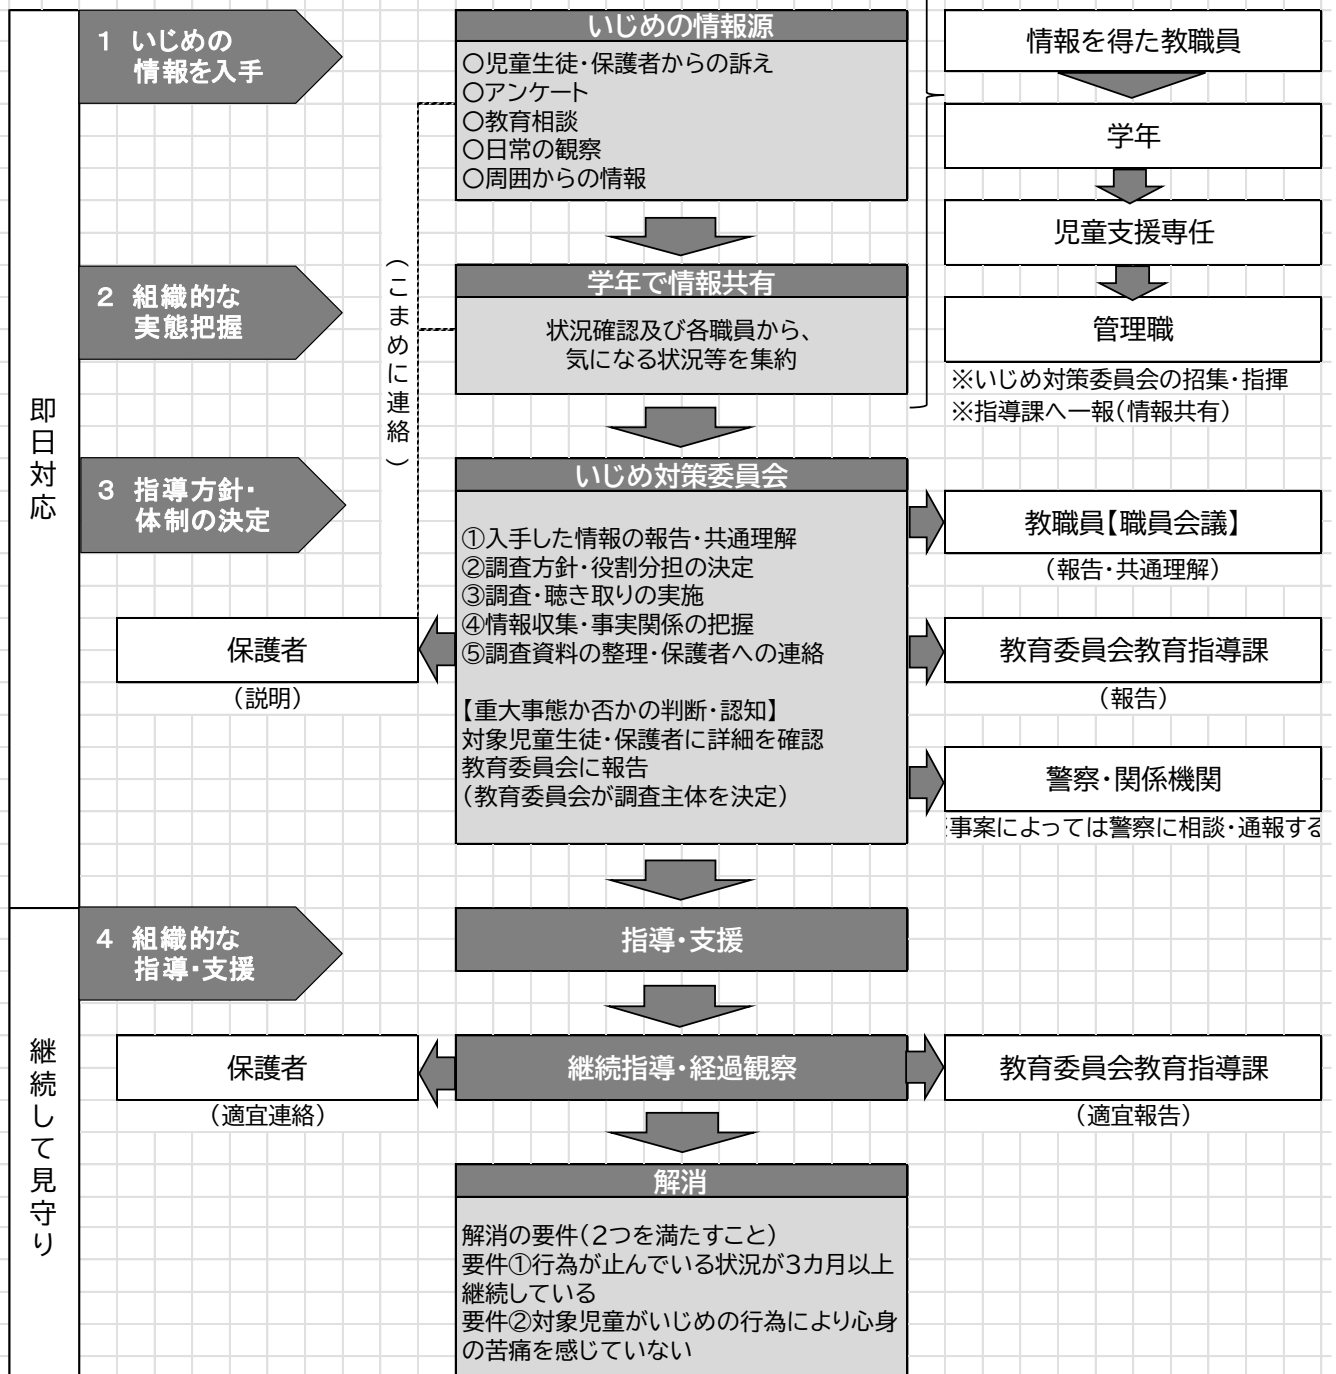 即日対応
1 いじめの
情報を入手
いじめの情報源
○児童生徒・保護者からの訴え
○アンケート
○教育相談
○日常の観察
○周囲からの情報
情報を得た教職員
学年
児童支援専任
管理職
※いじめ対策委員会の招集・指揮
※指導課へ一報(情報共有)
(こまめに連絡)
2 組織的な
実態把握
学年で情報共有
状況確認及び各職員から、
気になる状況等を集約
3 指導方針・
体制の決定
いじめ対策委員会
①入手した情報の報告・共通理解
②調査方針・役割分担の決定
③調査・聴き取りの実施
④情報収集・事実関係の把握
⑤調査資料の整理・保護者への連絡
【重大事態か否かの判断・認知】
対象児童生徒・保護者に詳細を確認
教育委員会に報告
(教育委員会が調査主体を決定)
保護者
(説明)
教職員【職員会議】
(報告・共通理解)
教育委員会教育指導課
(報告)
警察・関係機関
事案によっては警察に相談・通報する
継続して見守り
4 組織的な
指導・支援
指導・支援
保護者
(適宜連絡)
継続指導・経過観察
教育委員会教育指導課
(適宜報告)
解消
解消の要件(2つを満たすこと)
要件①行為が止んでいる状況が3カ月以上
継続している
要件②対象児童がいじめの行為により心身
の苦痛を感じていない